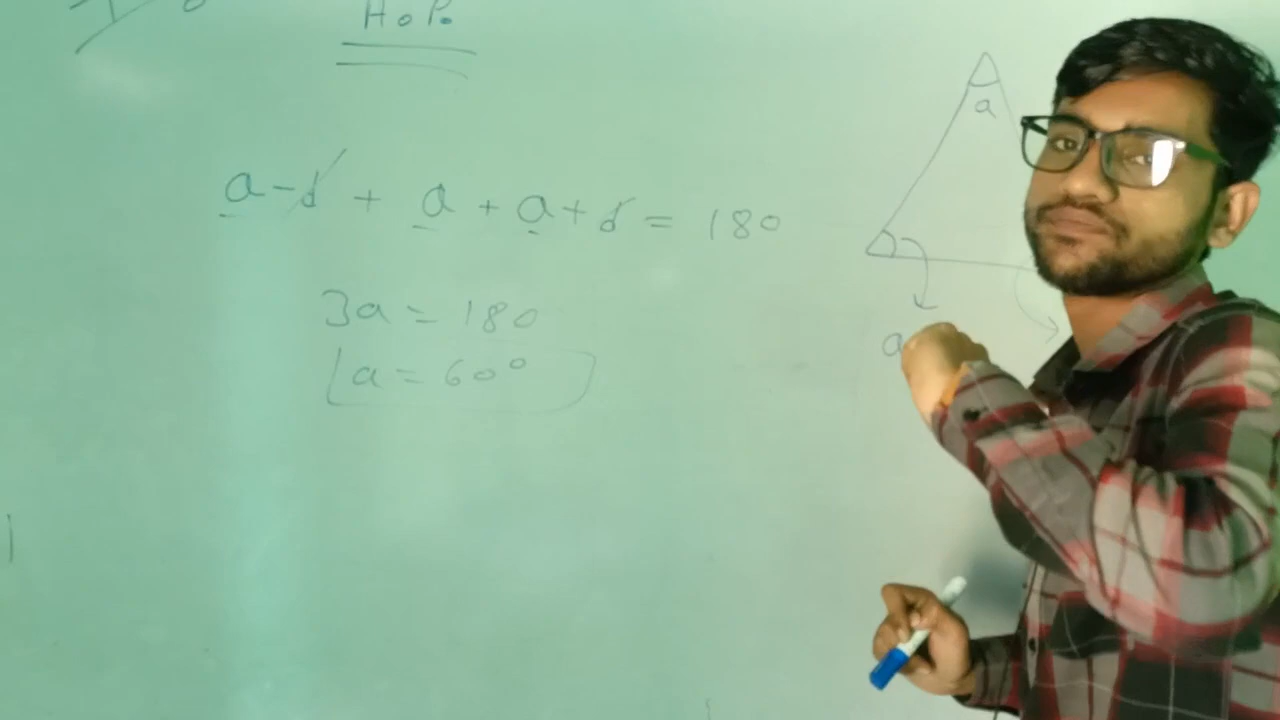 H.P.
a-d + a + a+d = 180
3a = 180
a = 60°
a
a